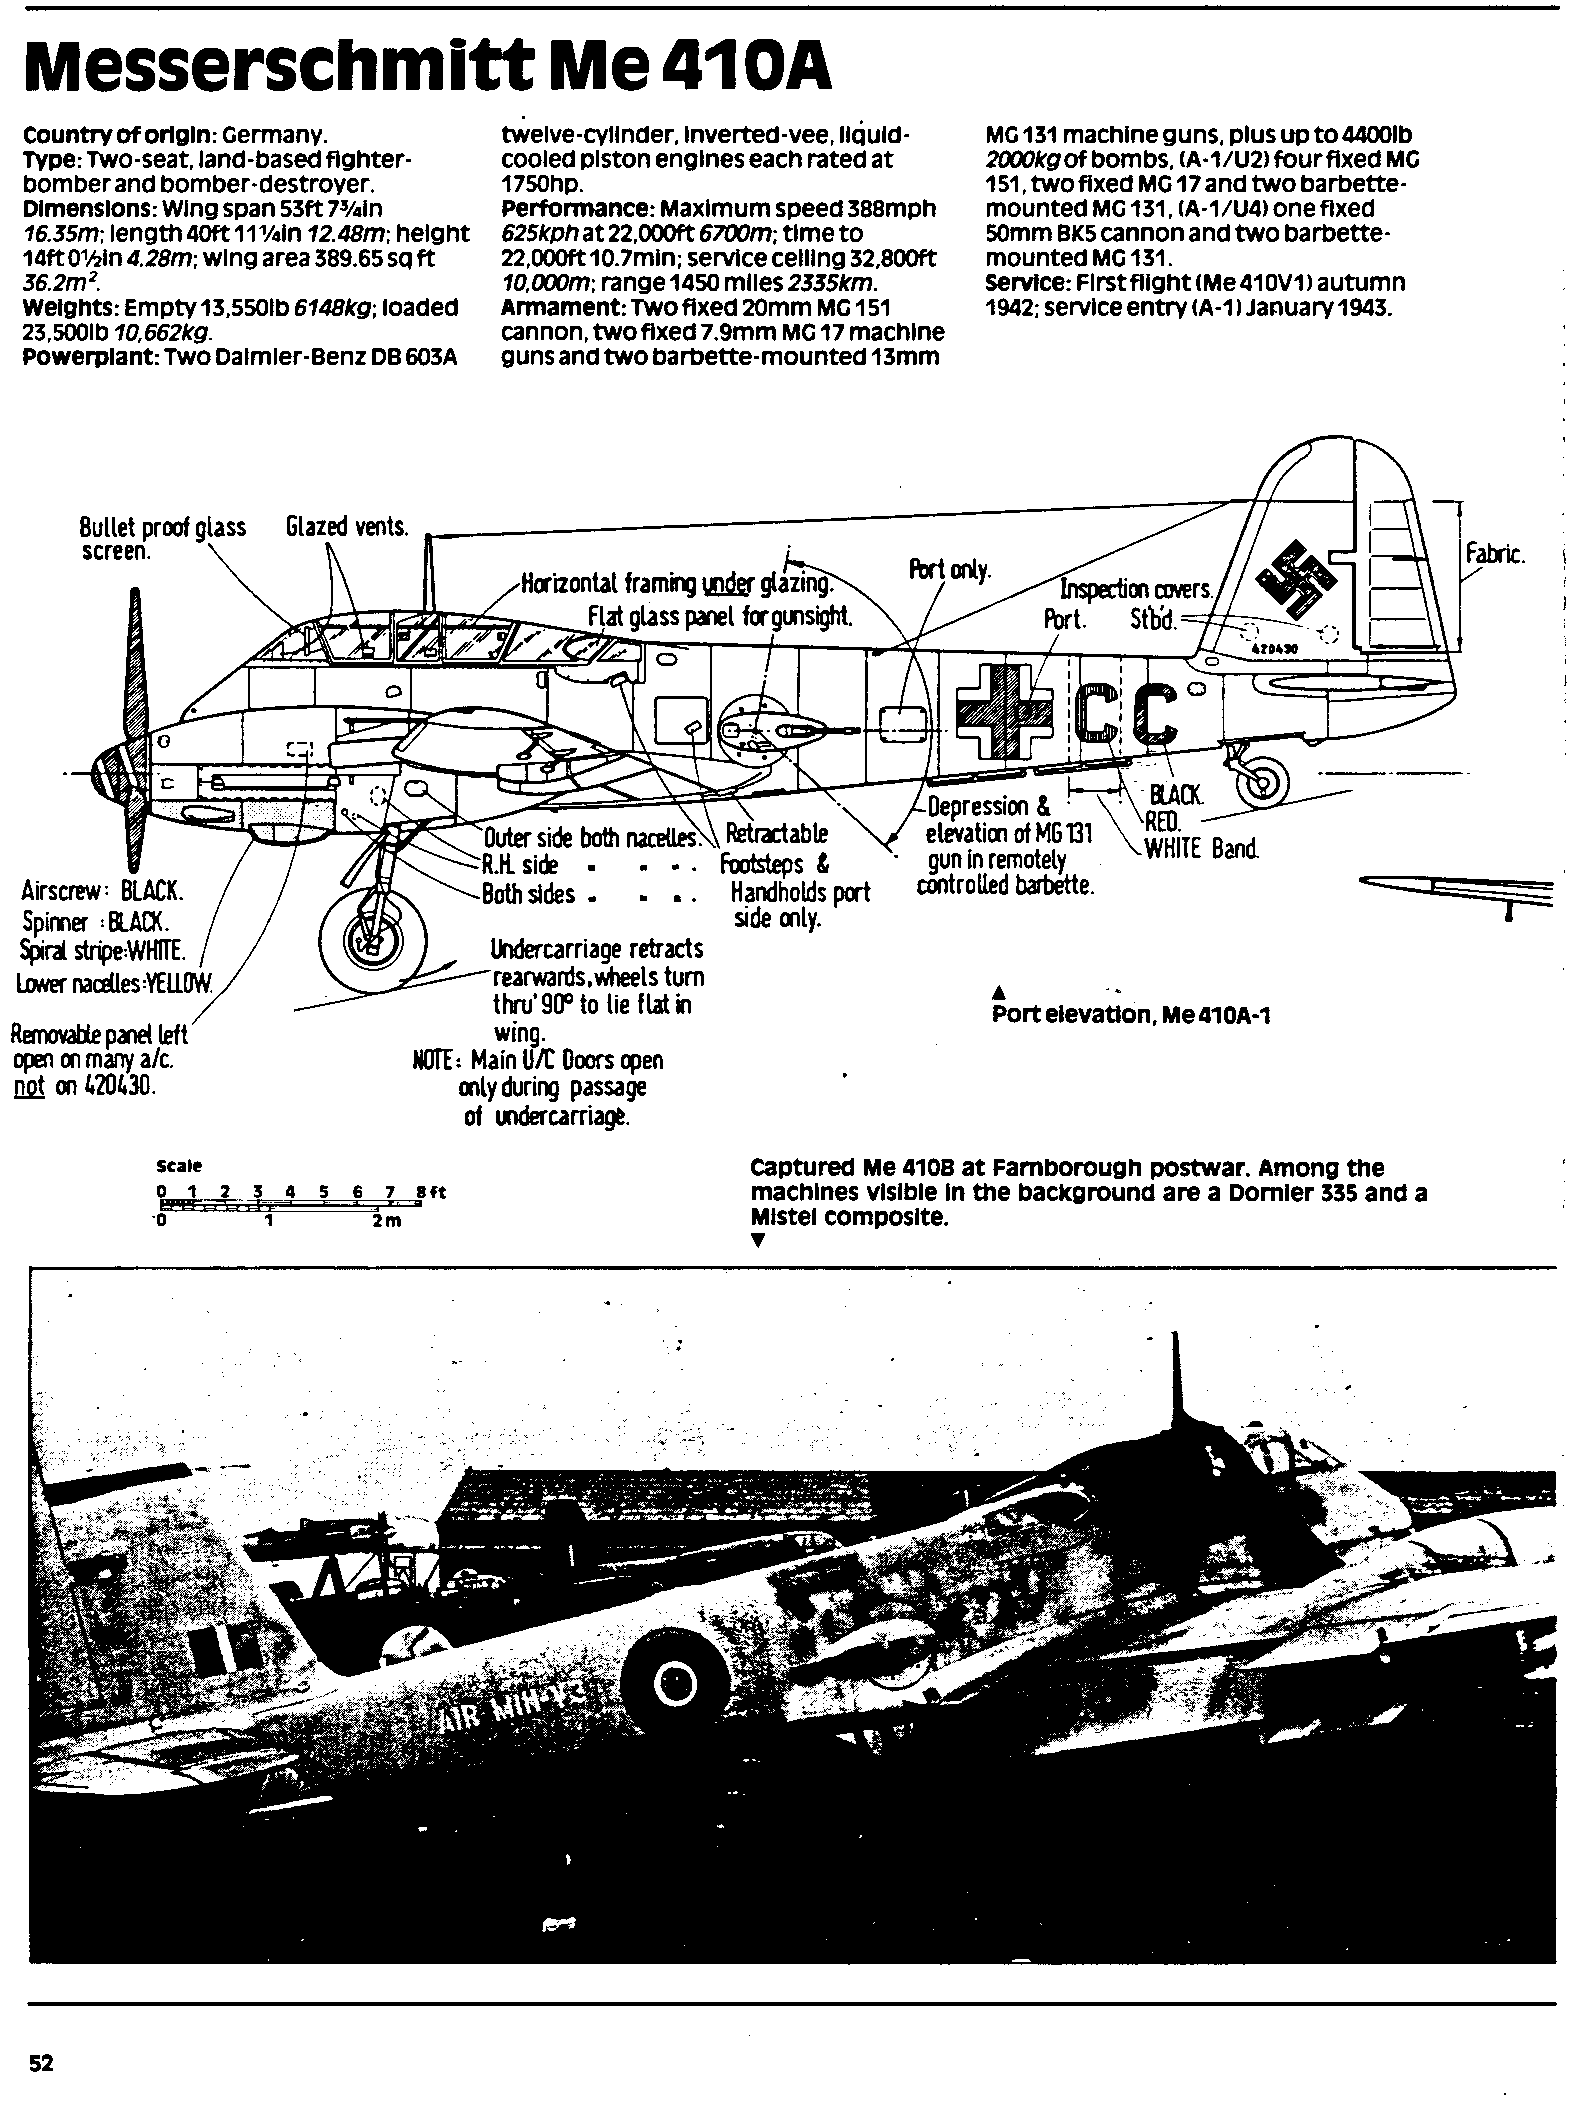 Messerschmitt Me 410A
Country of origin: Germany.
Type: Two-seat, land-based fighter-
bomber and bomber-destroyer.
Dimensions: Wing span 53ft 7¾in
16.35m; length 40ft 11¼in 12.48m; height
14ft 0½in 4.28m; wing area 389.65 sq ft
36.2m².
Weights: Empty 13,550lb 6148kg; loaded
23,500lb 10,662kg.
Powerplant: Two Daimler-Benz DB 603A
twelve-cylinder, inverted-vee, liquid-
cooled piston engines each rated at
1750hp.
Performance: Maximum speed 388mph
625kph at 22,000ft 6700m; time to
22,000ft 10.7min; service ceiling 32,800ft
10,000m; range 1450 miles 2335km.
Armament: Two fixed 20mm MG 151
cannon, two fixed 7.9mm MG 17 machine
guns and two barbette-mounted 13mm
MG 131 machine guns, plus up to 4400lb
2000kg of bombs, (A-1/U2) four fixed MG
151, two fixed MG 17 and two barbette-
mounted MG 131, (A-1/U4) one fixed
50mm BK5 cannon and two barbette-
mounted MG 131.
Service: First flight (Me 410V1) autumn
1942; service entry (A-1) January 1943.
Bullet proof glass
screen.
Glazed vents.
Horizontal framing under glazing.
Flat glass panel for gunsight.
Port only.
Inspection covers.
Port. Stb'd.
Fabric.
420430
C C
BLACK.
RED.
WHITE Band.
Depression &
elevation of MG 131
gun in remotely
controlled barbette.
Outer side both nacelles.
R.H. side " " " "
Both sides " " " "
Retractable
Footsteps &
Handholds port
side only.
Airscrew: BLACK.
Spinner :BLACK.
Spiral stripe:WHITE.
Lower nacelles:YELLOW.
Removable panel left
open on many a/c.
not on 420430.
Undercarriage retracts
rearwards,wheels turn
thru' 90° to lie flat in
wing.
NOTE: Main U/C Doors open
only during passage
of undercarriage.
Port elevation, Me 410A-1
Scale
0 1 2 3 4 5 6 7 8ft
0 1 2m
Captured Me 410B at Farnborough postwar. Among the
machines visible in the background are a Dornier 335 and a
Mistel composite.
AIR MIN
52